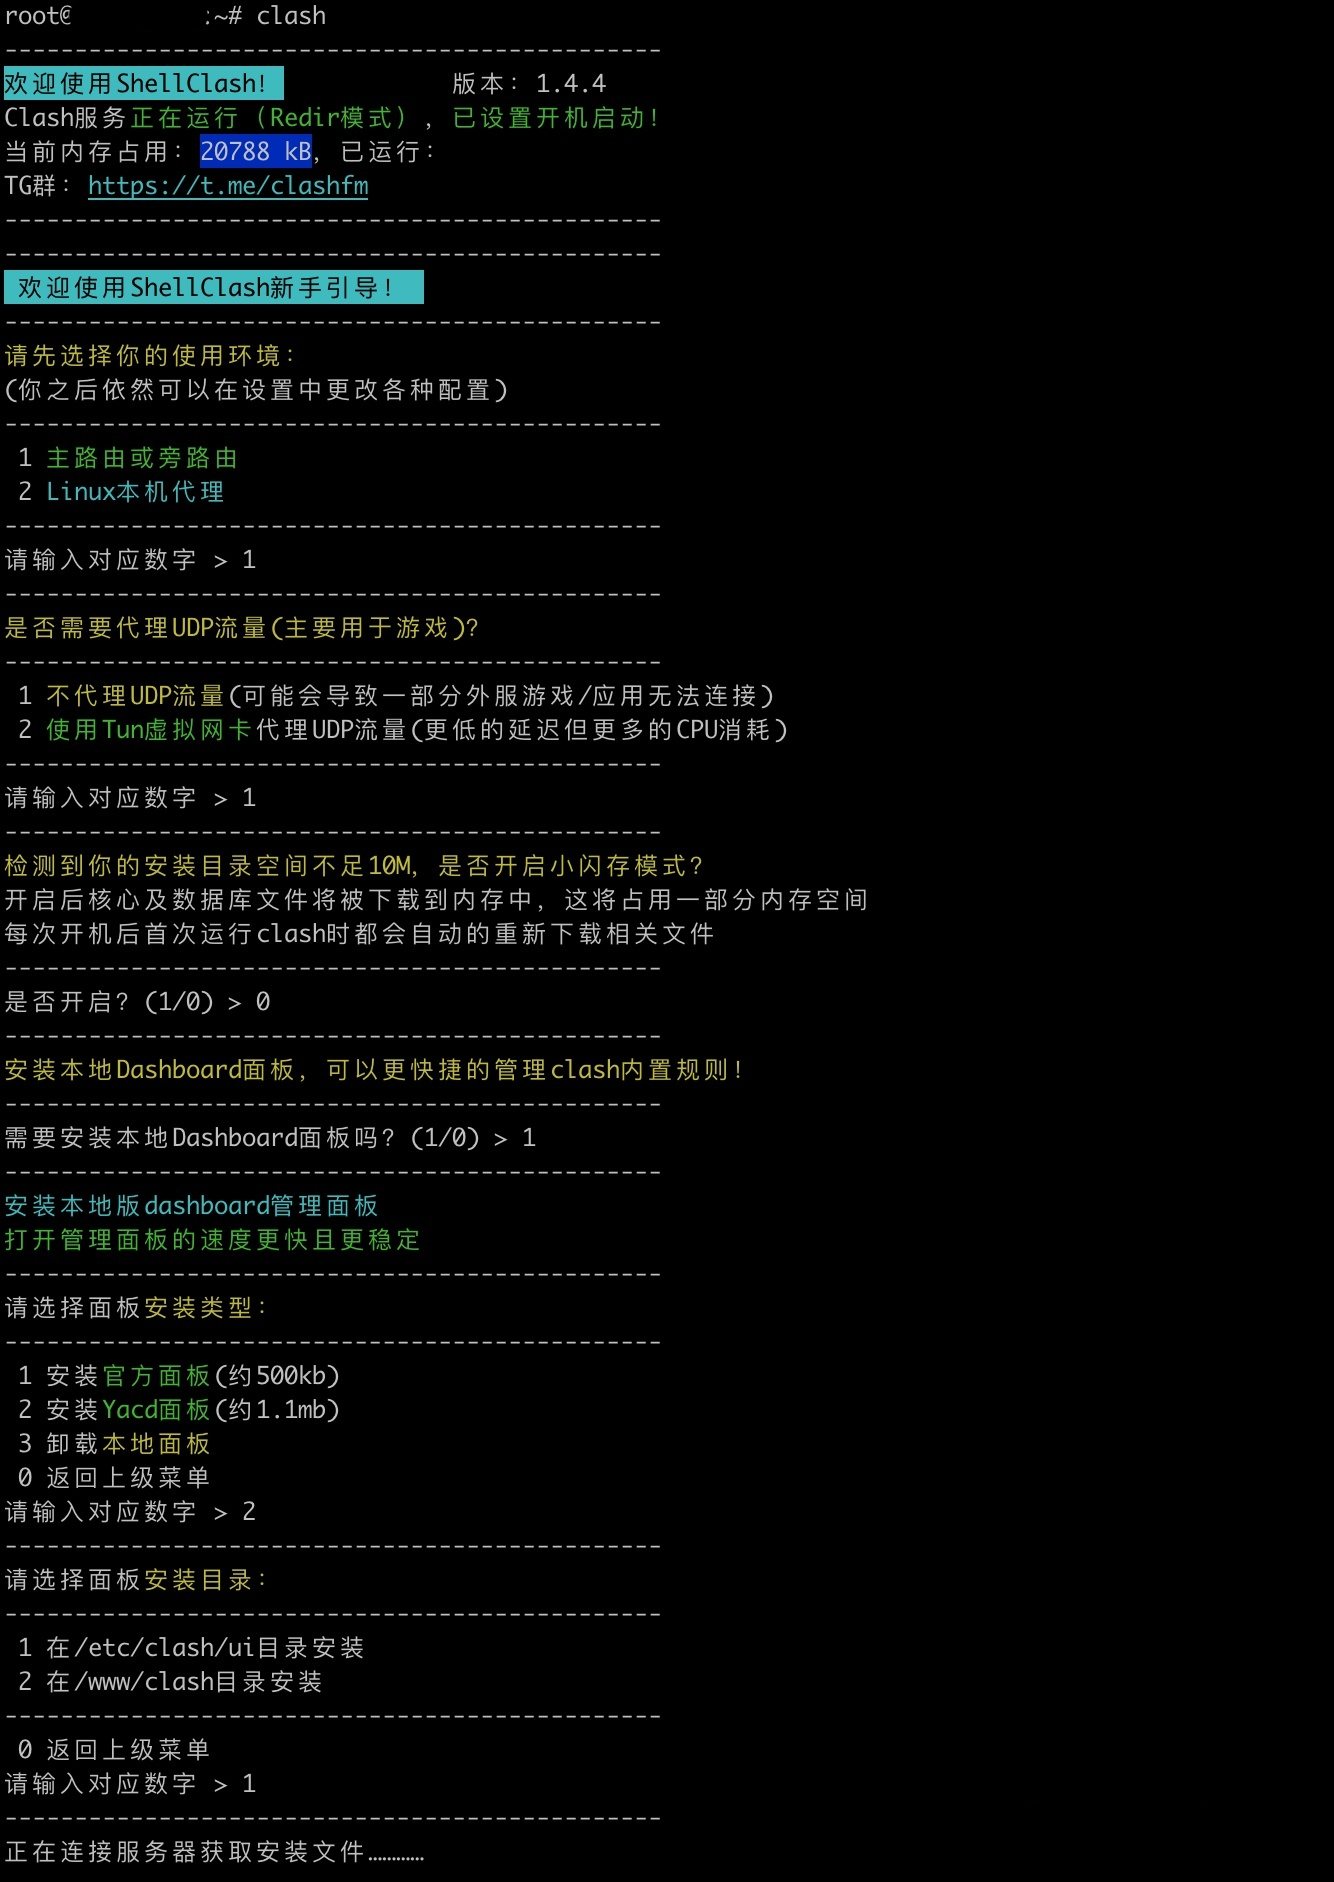 root@ :~# clash
-----------------------------------------------
欢迎使用ShellClash! 版本: 1.4.4
Clash服务正在运行（Redir模式）, 已设置开机启动!
当前内存占用: 20788 kB, 已运行:
TG群: https://t.me/clashfm
-----------------------------------------------
-----------------------------------------------
欢迎使用ShellClash新手引导!
-----------------------------------------------
请先选择你的使用环境:
(你之后依然可以在设置中更改各种配置)
-----------------------------------------------
1 主路由或旁路由
2 Linux本机代理
-----------------------------------------------
请输入对应数字 > 1
-----------------------------------------------
是否需要代理UDP流量(主要用于游戏)?
-----------------------------------------------
1 不代理UDP流量(可能会导致一部分外服游戏/应用无法连接)
2 使用Tun虚拟网卡代理UDP流量(更低的延迟但更多的CPU消耗)
-----------------------------------------------
请输入对应数字 > 1
-----------------------------------------------
检测到你的安装目录空间不足10M, 是否开启小闪存模式?
开启后核心及数据库文件将被下载到内存中, 这将占用一部分内存空间
每次开机后首次运行clash时都会自动的重新下载相关文件
-----------------------------------------------
是否开启? (1/0) > 0
-----------------------------------------------
安装本地Dashboard面板, 可以更快捷的管理clash内置规则!
-----------------------------------------------
需要安装本地Dashboard面板吗? (1/0) > 1
-----------------------------------------------
安装本地版dashboard管理面板
打开管理面板的速度更快且更稳定
-----------------------------------------------
请选择面板安装类型:
-----------------------------------------------
1 安装官方面板(约500kb)
2 安装Yacd面板(约1.1mb)
3 卸载本地面板
0 返回上级菜单
请输入对应数字 > 2
-----------------------------------------------
请选择面板安装目录:
-----------------------------------------------
1 在/etc/clash/ui目录安装
2 在/www/clash目录安装
-----------------------------------------------
0 返回上级菜单
请输入对应数字 > 1
-----------------------------------------------
正在连接服务器获取安装文件…………